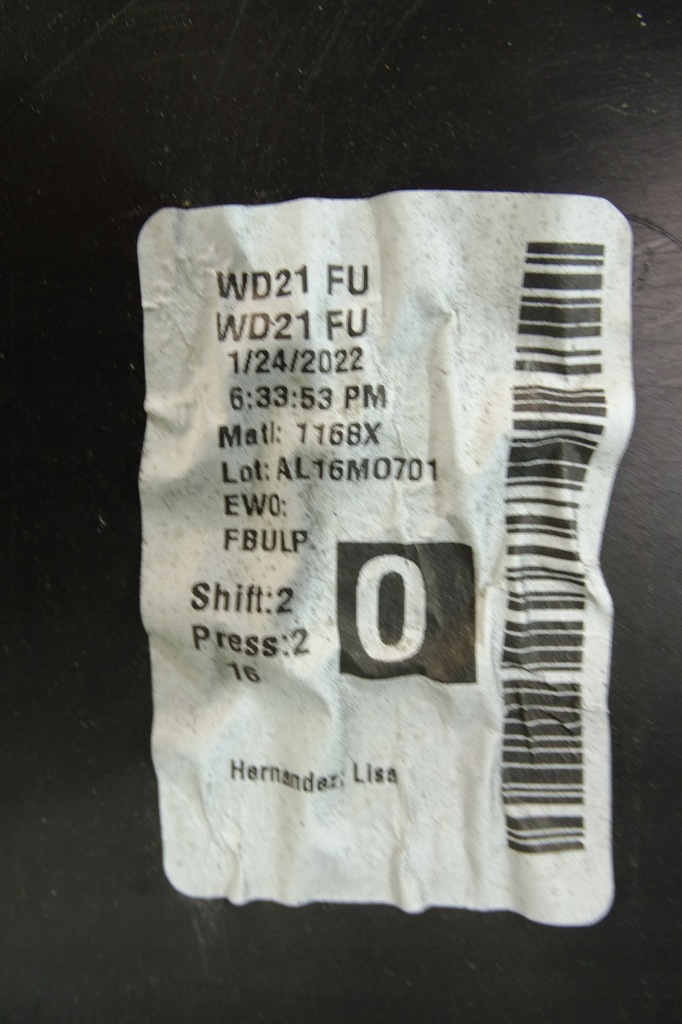 WD21 FU
WD21 FU
1/24/2022
6:33:53 PM
Matl: 1168X
Lot: AL16MO701
EWO:
FBULP
0
Shift:2
Press:2
16
Hernandez, Lisa